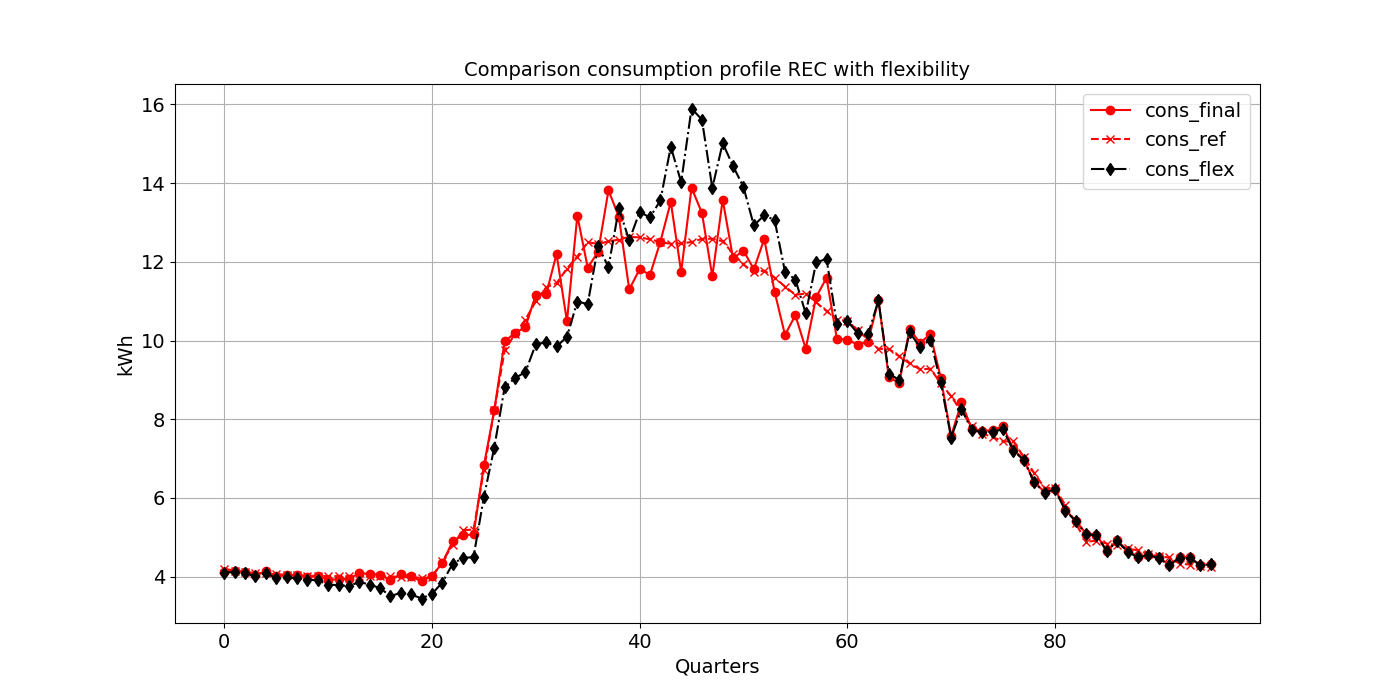 Comparison consumption profile REC with flexibility
16
14
12
10
8
6
4
kWh
cons_final
cons_ref
cons_flex
0 20 40 60 80
Quarters